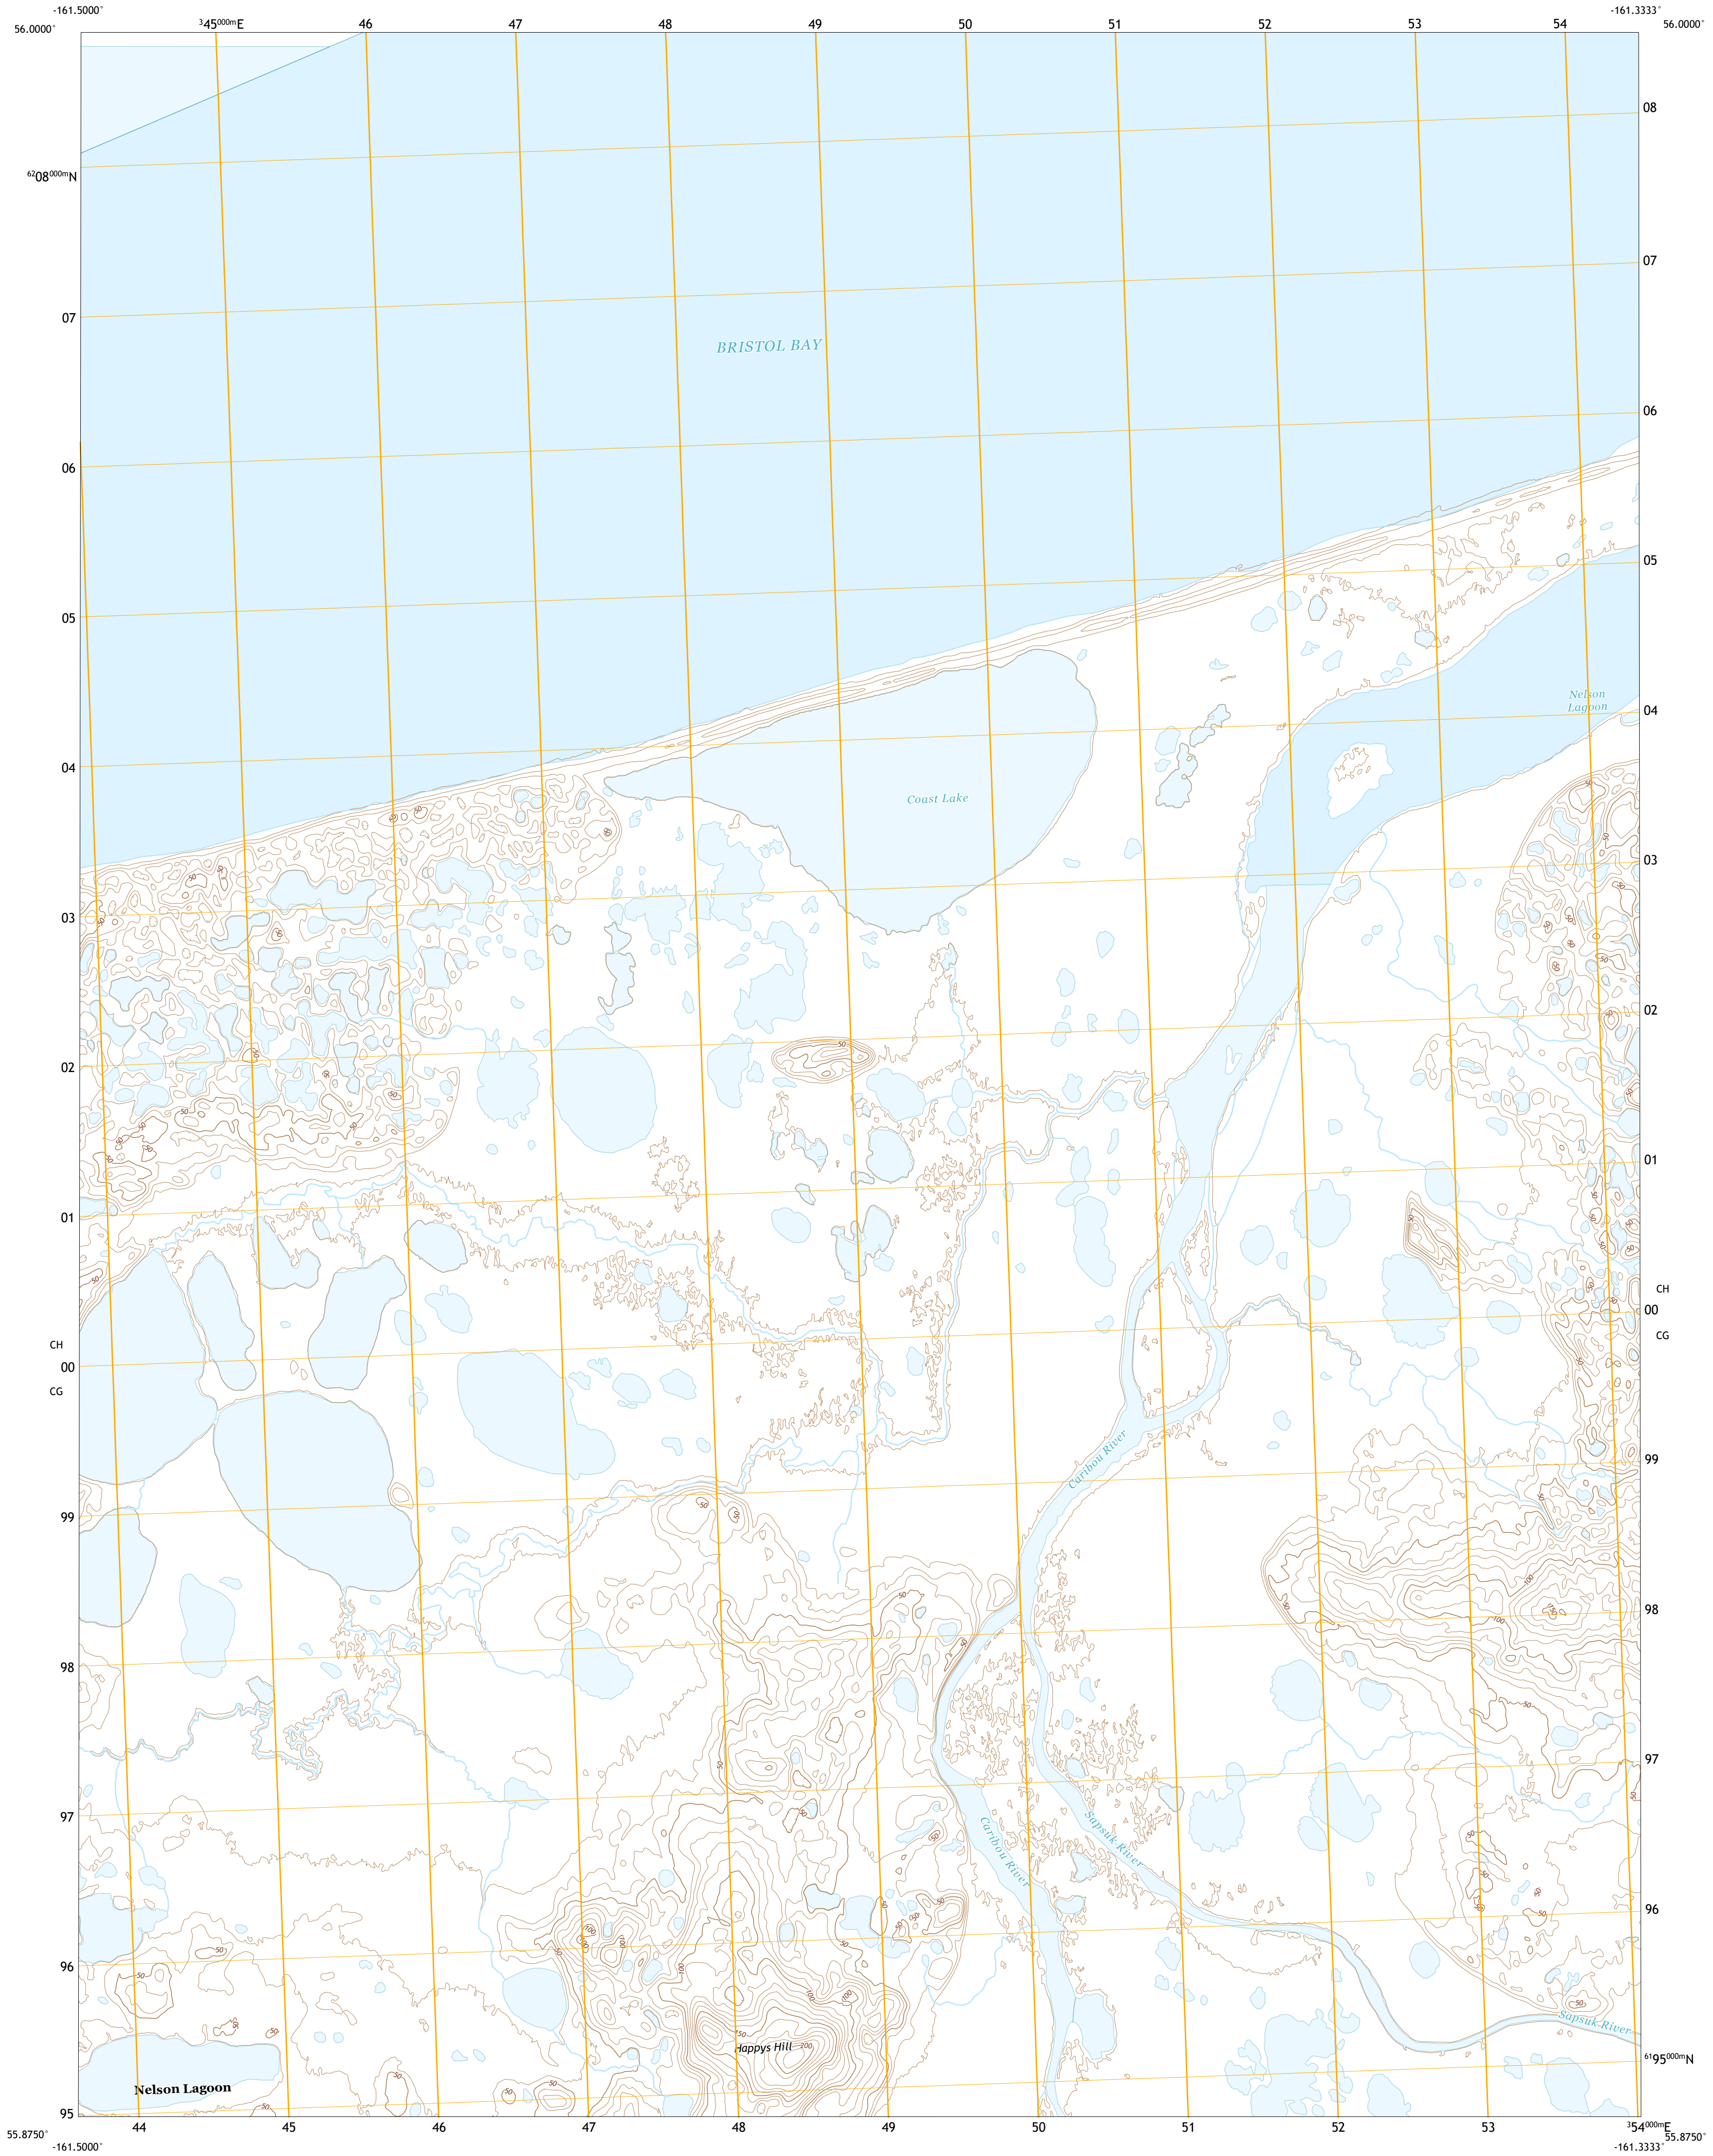 -161.5000°
-161.3333°
56.0000°
³45⁰⁰⁰ᵐE 46 47 48 49 50 51 52 53 54
56.0000°
08
⁶²08⁰⁰⁰ᵐN
07
07
BRISTOL BAY
06
06
05
05
Nelson
Lagoon
04
04
Coast Lake
03
03
02
02
01
01
CH
00
CG
CH
00
CG
Caribou River
99
99
98
98
97
97
Caribou River
Sapsuk River
96
96
Sapsuk River
Happys Hill
200
⁶¹95⁰⁰⁰ᵐN
Nelson Lagoon
95
44 45 46 47 48 49 50 51 52 53 ³54⁰⁰⁰ᵐE
55.8750°
55.8750°
-161.5000°
-161.3333°